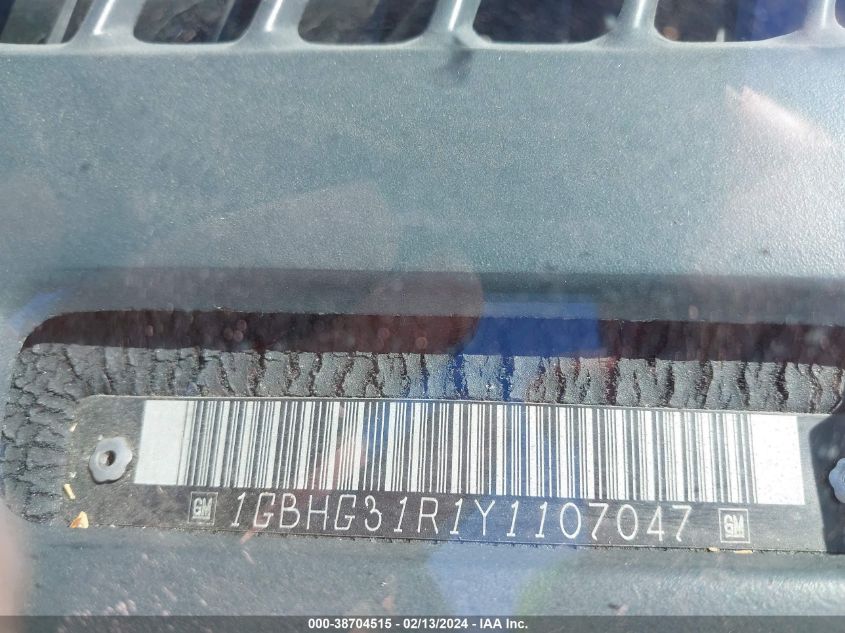 GM 1GBHG31R1Y1107047 GM
000-38704515 - 02/13/2024 - IAA Inc.